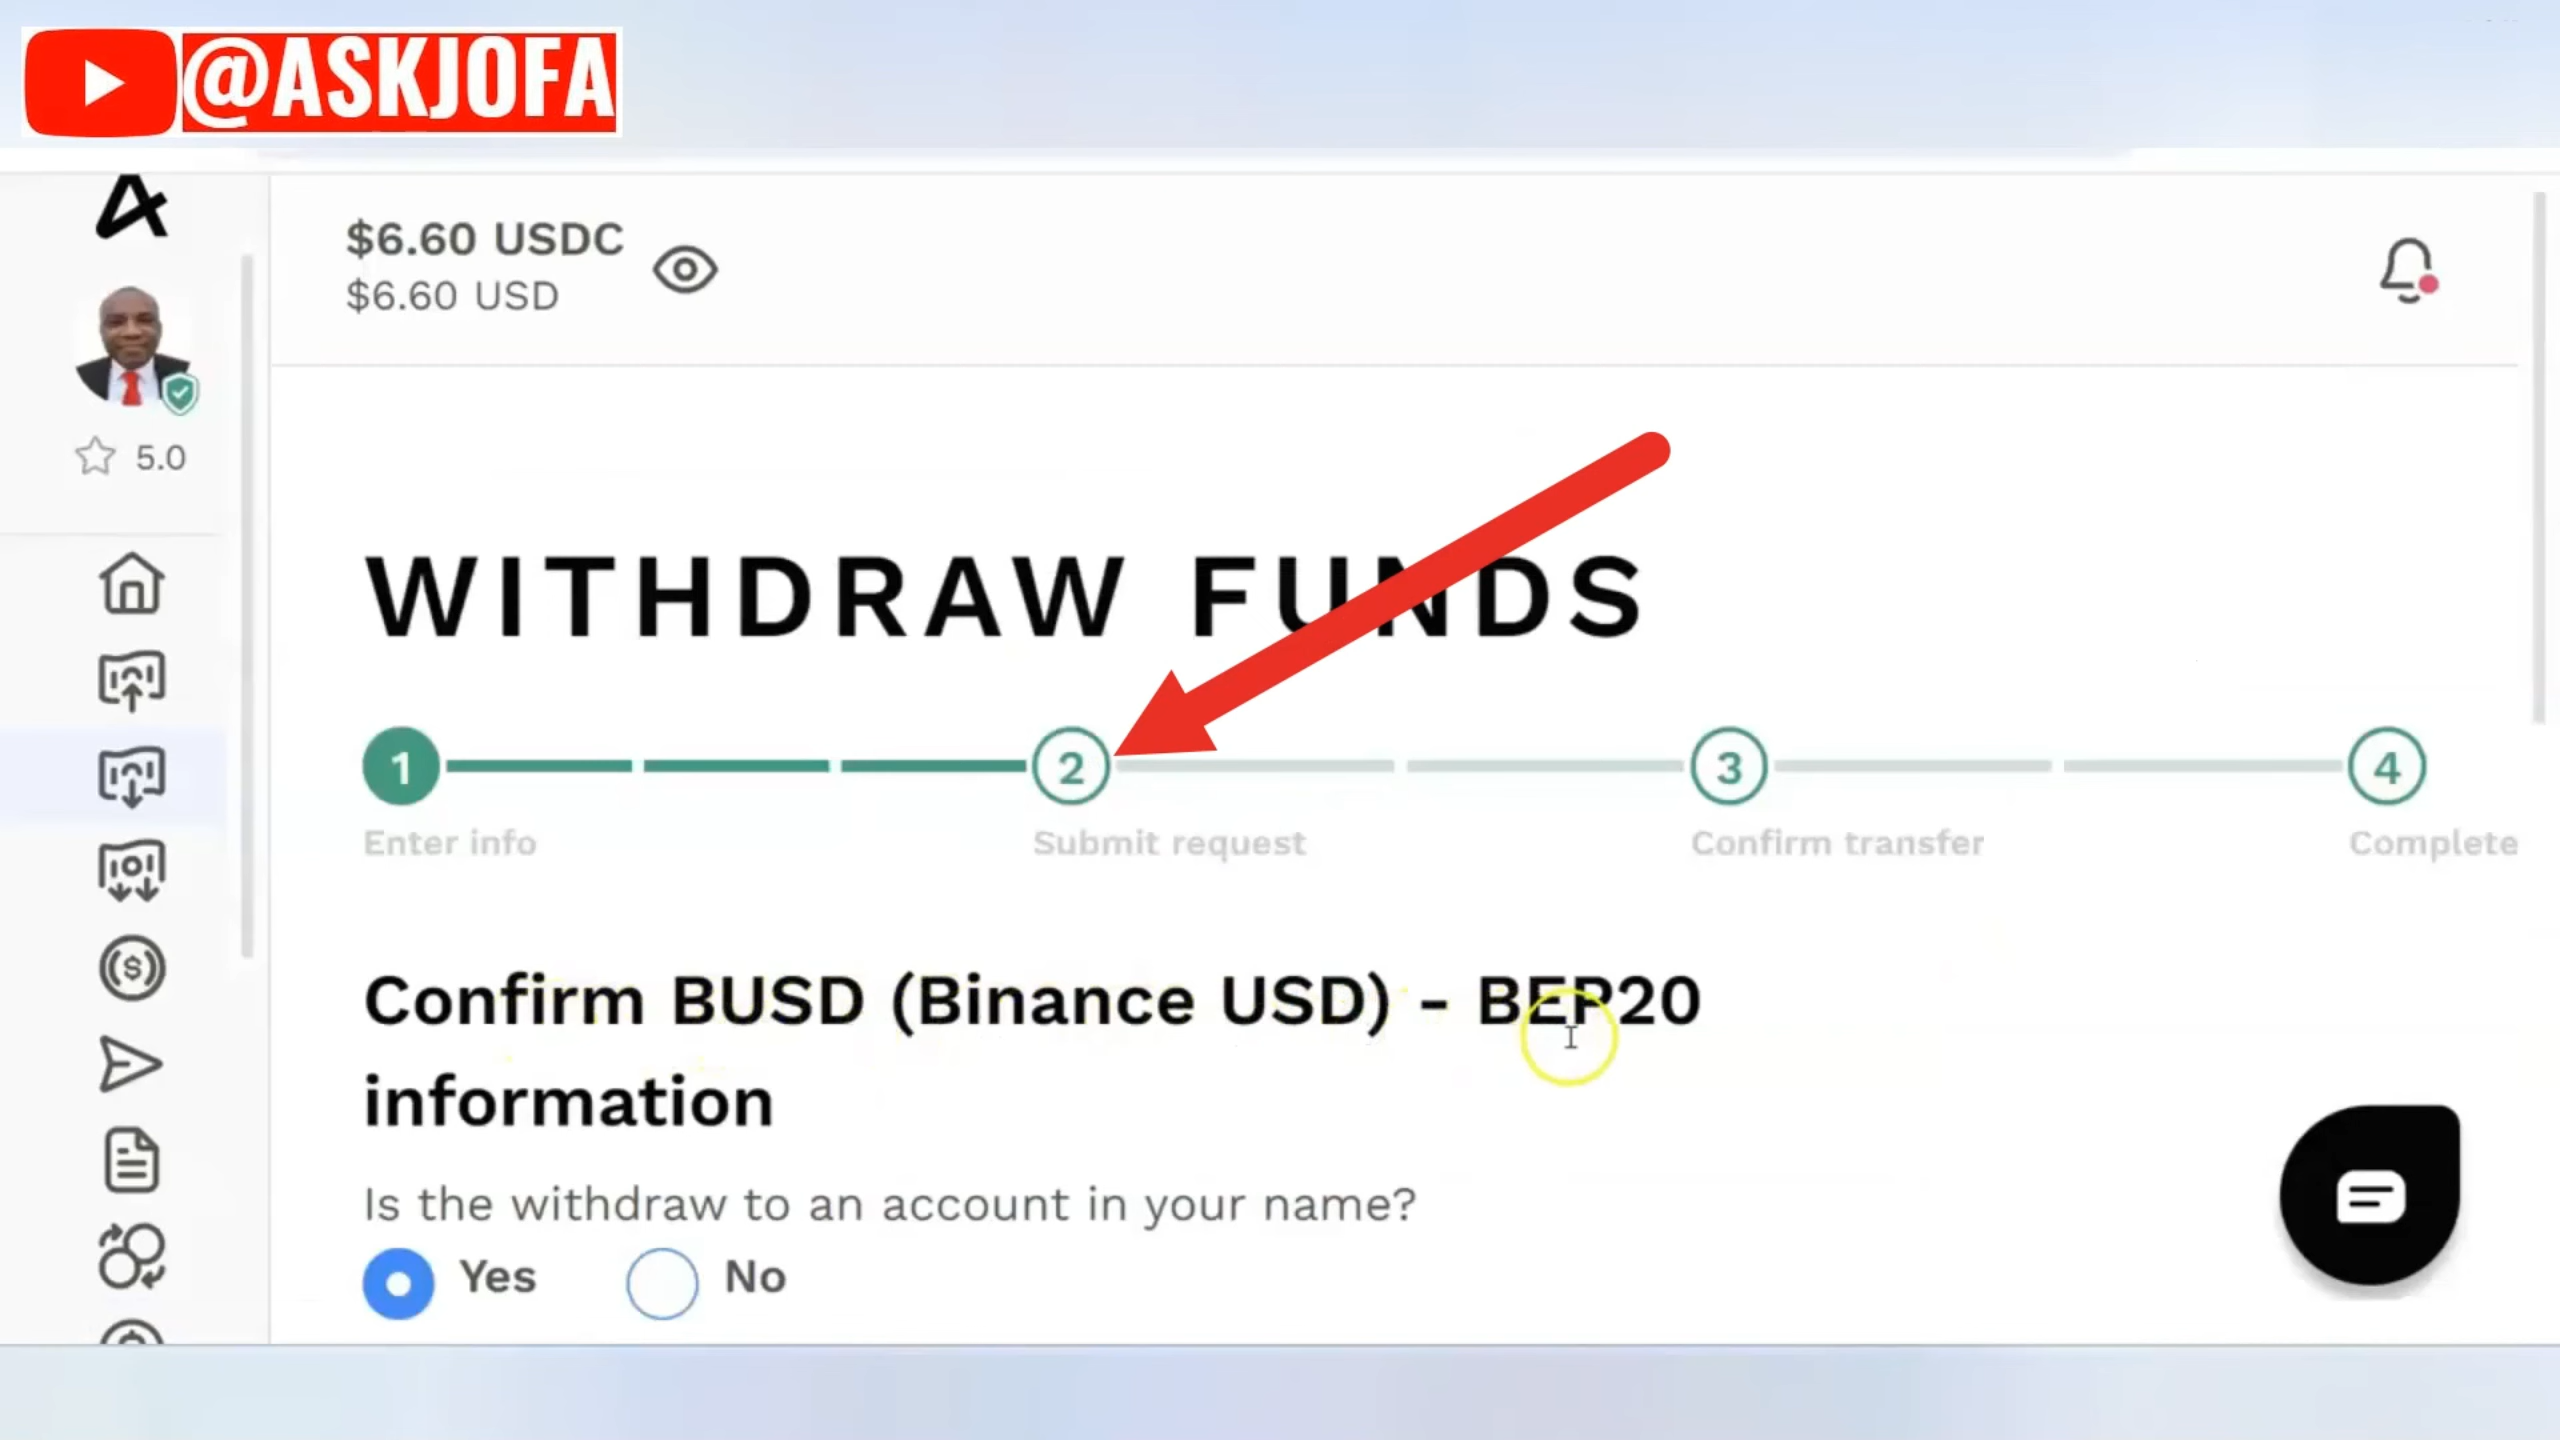 @ASKJOFA
$6.60 USDC
$6.60 USD
5.0
WITHDRAW FUNDS
1
2
3
4
Enter info
Submit request
Confirm transfer
Complete
Confirm BUSD (Binance USD) - BEP20
information
Is the withdraw to an account in your name?
Yes
No